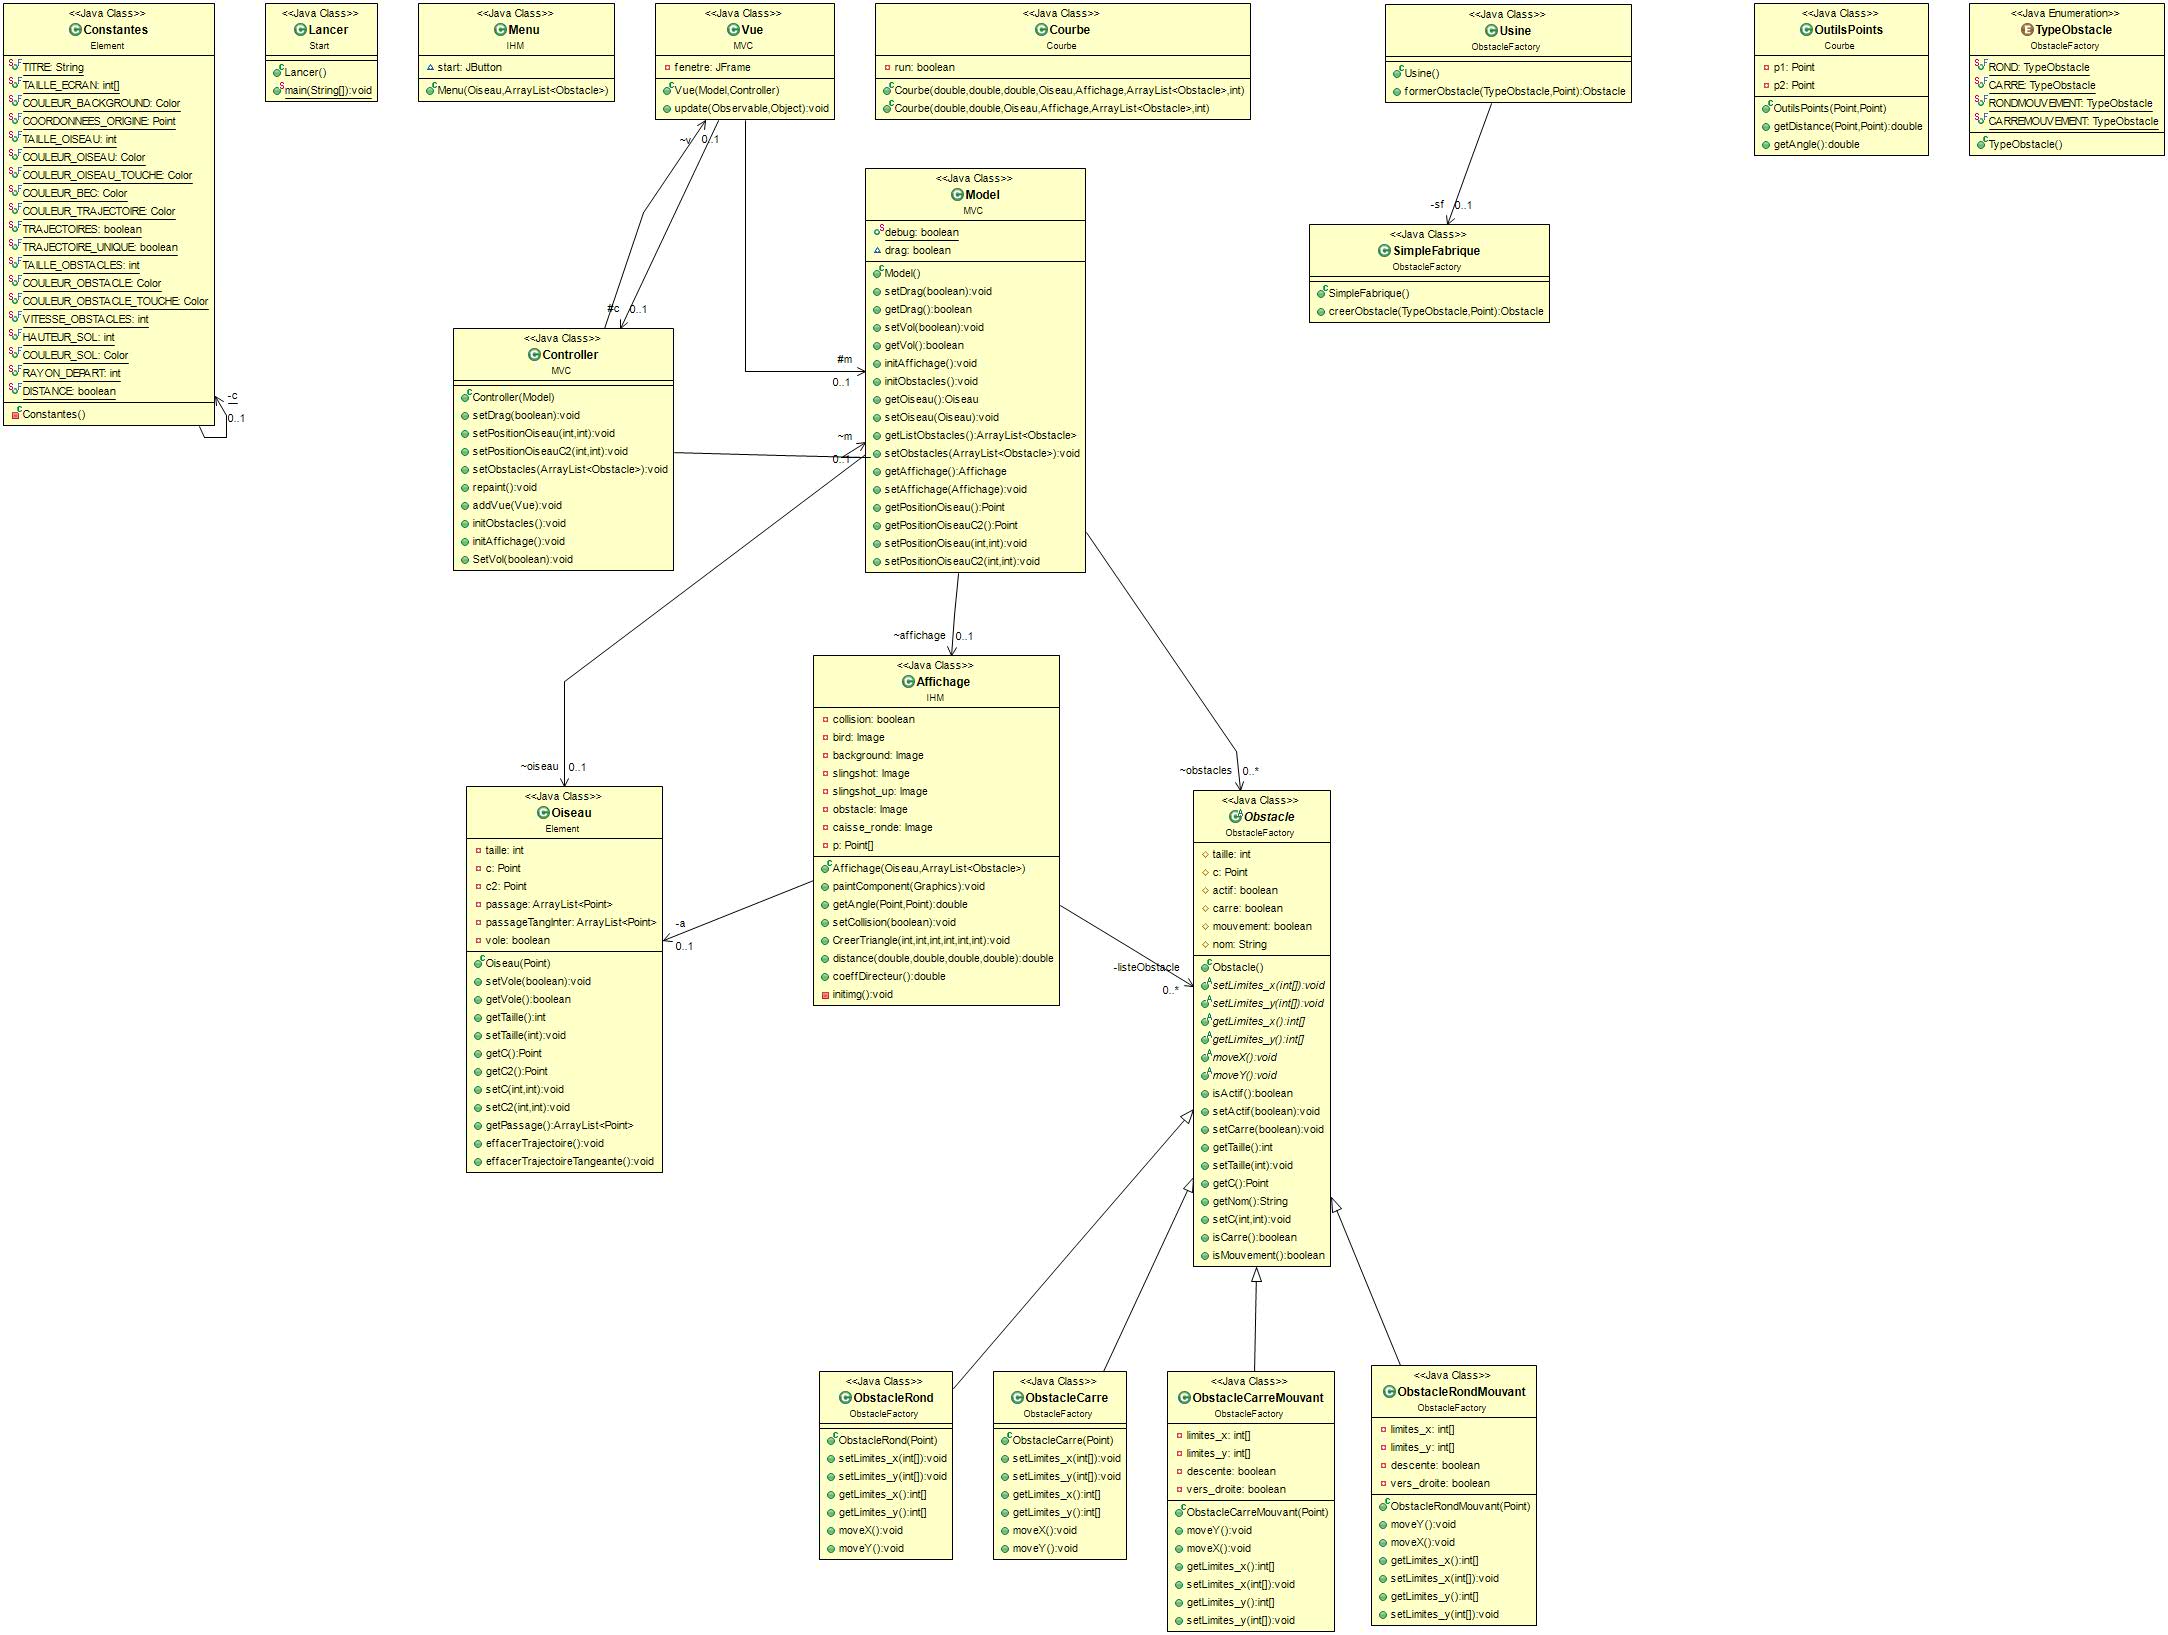 <<Java Class>>
Constantes
Element
TITRE: String
TAILLE_ECRAN: int[]
COULEUR_BACKGROUND: Color
COORDONNEES_ORIGINE: Point
TAILLE_OISEAU: int
COULEUR_OISEAU: Color
COULEUR_OISEAU_TOUCHE: Color
COULEUR_BEC: Color
COULEUR_TRAJECTOIRE: Color
TRAJECTOIRES: boolean
TRAJECTOIRE_UNIQUE: boolean
TAILLE_OBSTACLES: int
COULEUR_OBSTACLE: Color
COULEUR_OBSTACLE_TOUCHE: Color
VITESSE_OBSTACLES: int
HAUTEUR_SOL: int
COULEUR_SOL: Color
RAYON_DEPART: int
DISTANCE: boolean
Constantes()
-c
0..1
<<Java Class>>
Lancer
Start
Lancer()
main(String[]):void
<<Java Class>>
Menu
IHM
start: JButton
Menu(Oiseau,ArrayList<Obstacle>)
<<Java Class>>
Vue
MVC
fenetre: JFrame
Vue(Model,Controller)
update(Observable,Object):void
~v
0..1
<<Java Class>>
Courbe
Courbe
run: boolean
Courbe(double,double,double,Oiseau,Affichage,ArrayList<Obstacle>,int)
Courbe(double,double,Oiseau,Affichage,ArrayList<Obstacle>,int)
<<Java Class>>
Usine
ObstacleFactory
Usine()
formerObstacle(TypeObstacle,Point):Obstacle
-sf
0..1
<<Java Class>>
SimpleFabrique
ObstacleFactory
SimpleFabrique()
creerObstacle(TypeObstacle,Point):Obstacle
<<Java Class>>
OutilsPoints
Courbe
p1: Point
p2: Point
OutilsPoints(Point,Point)
getDistance(Point,Point):double
getAngle():double
<<Java Enumeration>>
TypeObstacle
ObstacleFactory
ROND: TypeObstacle
CARRE: TypeObstacle
RONDMOUVEMENT: TypeObstacle
CARREMOUVEMENT: TypeObstacle
TypeObstacle()
<<Java Class>>
Model
MVC
debug: boolean
drag: boolean
Model()
setDrag(boolean):void
getDrag():boolean
setVol(boolean):void
getVol():boolean
initAffichage():void
initObstacles():void
getOiseau():Oiseau
setOiseau(Oiseau):void
getListObstacles():ArrayList<Obstacle>
setObstacles(ArrayList<Obstacle>):void
getAffichage():Affichage
setAffichage(Affichage):void
getPositionOiseau():Point
getPositionOiseauC2():Point
setPositionOiseau(int,int):void
setPositionOiseauC2(int,int):void
#c
0..1
<<Java Class>>
Controller
MVC
Controller(Model)
setDrag(boolean):void
setPositionOiseau(int,int):void
setPositionOiseauC2(int,int):void
setObstacles(ArrayList<Obstacle>):void
repaint():void
addVue(Vue):void
initObstacles():void
initAffichage():void
SetVol(boolean):void
#m
0..1
~m
0..1
~affichage
0..1
<<Java Class>>
Affichage
IHM
collision: boolean
bird: Image
background: Image
slingshot: Image
slingshot_up: Image
obstacle: Image
caisse_ronde: Image
p: Point[]
Affichage(Oiseau,ArrayList<Obstacle>)
paintComponent(Graphics):void
getAngle(Point,Point):double
setCollision(boolean):void
CreerTriangle(int,int,int,int,int,int):void
distance(double,double,double,double):double
coeffDirecteur():double
initimg():void
~oiseau
0..1
<<Java Class>>
Oiseau
Element
taille: int
c: Point
c2: Point
passage: ArrayList<Point>
passageTangInter: ArrayList<Point>
vole: boolean
Oiseau(Point)
setVole(boolean):void
getVole():boolean
getTaille():int
setTaille(int):void
getC():Point
getC2():Point
setC(int,int):void
setC2(int,int):void
getPassage():ArrayList<Point>
effacerTrajectoire():void
effacerTrajectoireTangeante():void
-a
0..1
~obstacles
0..*
-listeObstacle
0..*
<<Java Class>>
Obstacle
ObstacleFactory
taille: int
c: Point
actif: boolean
carre: boolean
mouvement: boolean
nom: String
Obstacle()
setLimites_x(int[]):void
setLimites_y(int[]):void
getLimites_x():int[]
getLimites_y():int[]
moveX():void
moveY():void
isActif():boolean
setActif(boolean):void
setCarre(boolean):void
getTaille():int
setTaille(int):void
getC():Point
getNom():String
setC(int,int):void
isCarre():boolean
isMouvement():boolean
<<Java Class>>
ObstacleRond
ObstacleFactory
ObstacleRond(Point)
setLimites_x(int[]):void
setLimites_y(int[]):void
getLimites_x():int[]
getLimites_y():int[]
moveX():void
moveY():void
<<Java Class>>
ObstacleCarre
ObstacleFactory
ObstacleCarre(Point)
setLimites_x(int[]):void
setLimites_y(int[]):void
getLimites_x():int[]
getLimites_y():int[]
moveX():void
moveY():void
<<Java Class>>
ObstacleCarreMouvant
ObstacleFactory
limites_x: int[]
limites_y: int[]
descente: boolean
vers_droite: boolean
ObstacleCarreMouvant(Point)
moveY():void
moveX():void
getLimites_x():int[]
setLimites_x(int[]):void
getLimites_y():int[]
setLimites_y(int[]):void
<<Java Class>>
ObstacleRondMouvant
ObstacleFactory
limites_x: int[]
limites_y: int[]
descente: boolean
vers_droite: boolean
ObstacleRondMouvant(Point)
moveY():void
moveX():void
getLimites_x():int[]
setLimites_x(int[]):void
getLimites_y():int[]
setLimites_y(int[]):void